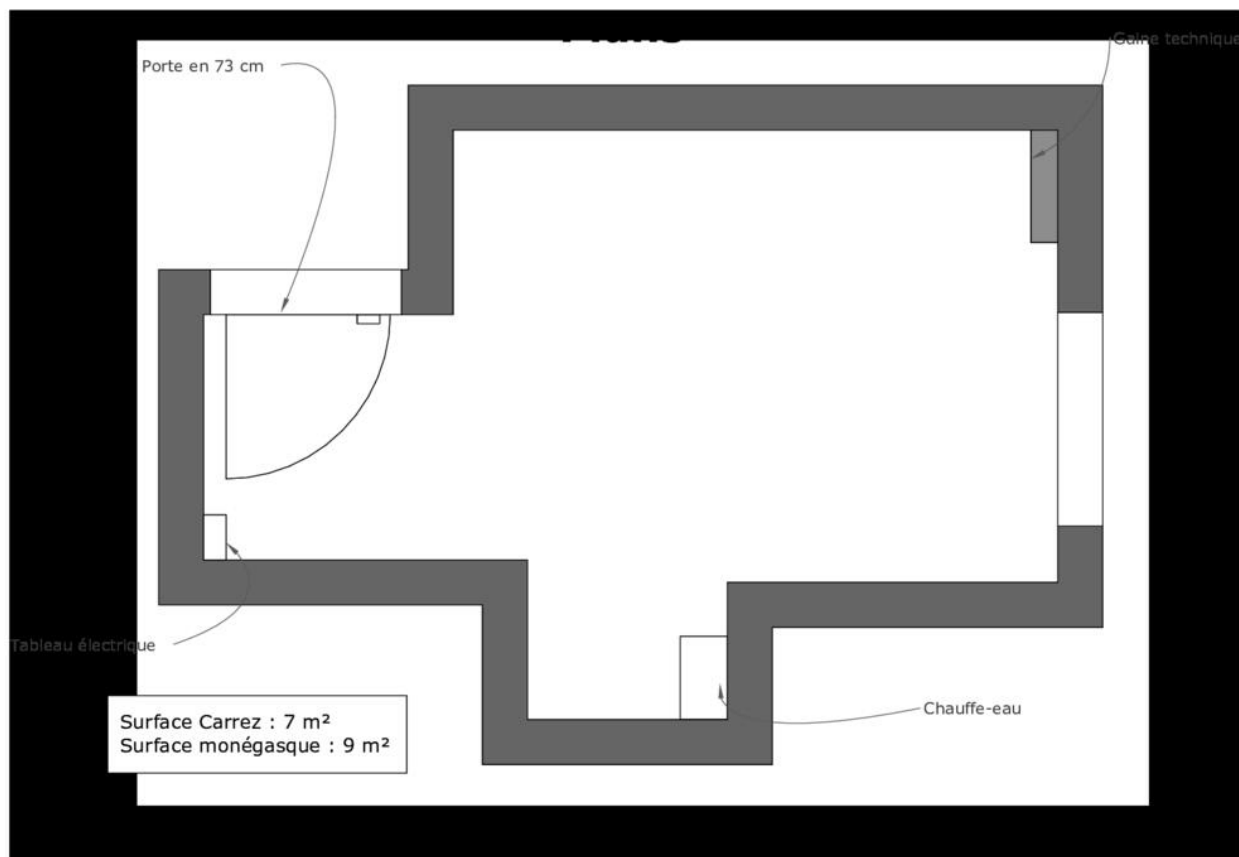 Gaine technique
Porte en 73 cm
Tableau électrique
Surface Carrez : 7 m²
Surface monégasque : 9 m²
Chauffe-eau